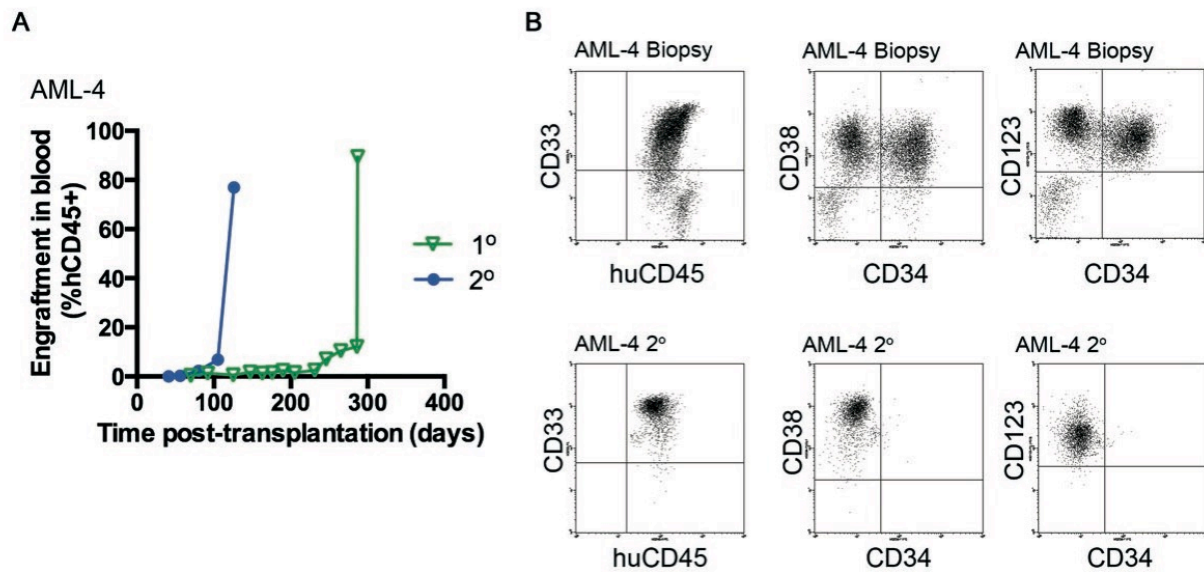 A
AML-4
Engraftment in blood
(%hCD45+)
100
80
60
40
20
0
0
100
200
300
400
Time post-transplantation (days)
1º
2º
B
AML-4 Biopsy
CD33
huCD45
AML-4 Biopsy
CD38
CD34
AML-4 Biopsy
CD123
CD34
AML-4 2º
CD33
huCD45
AML-4 2º
CD38
CD34
AML-4 2º
CD123
CD34